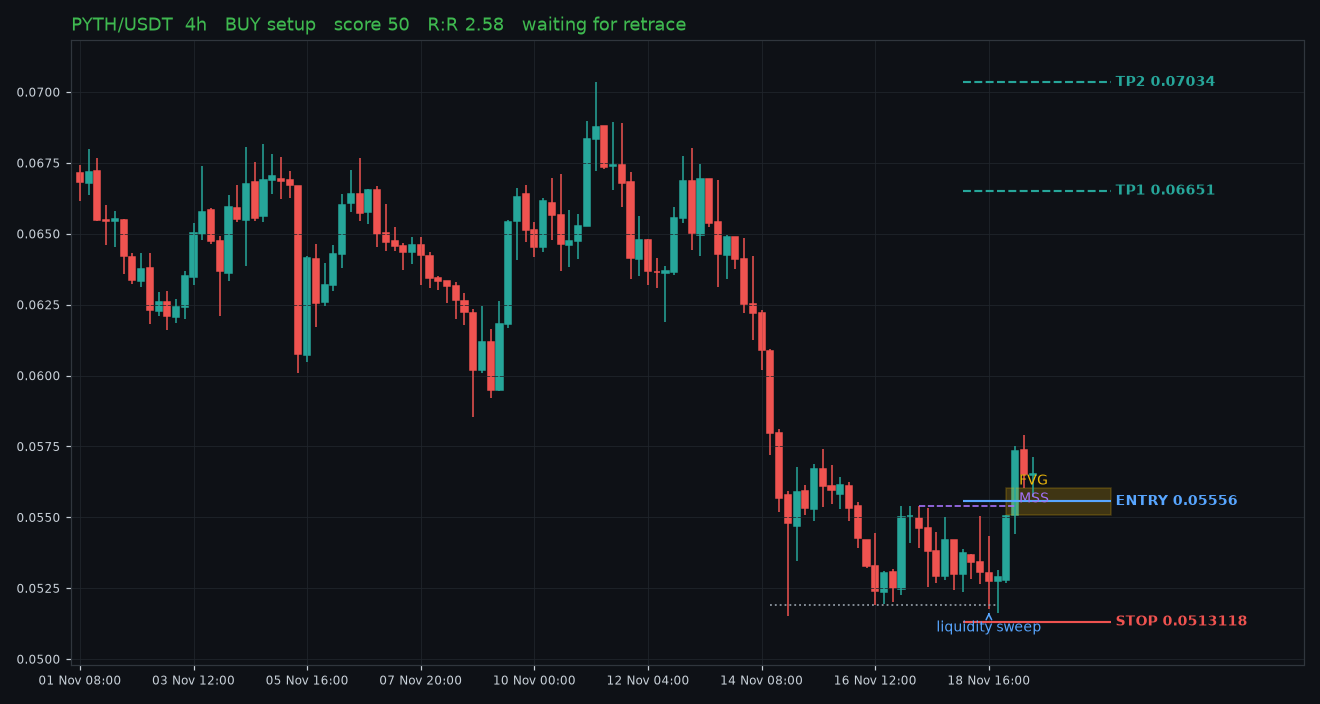 PYTH/USDT 4h BUY setup score 50 R:R 2.58 waiting for retrace
TP2 0.07034
0.0700
0.0675
TP1 0.06651
0.0650
0.0625
0.0600
0.0575
FVG
MSS
ENTRY 0.05556
0.0550
0.0525
STOP 0.0513118
liquidity sweep
0.0500
01 Nov 08:00
03 Nov 12:00
05 Nov 16:00
07 Nov 20:00
10 Nov 00:00
12 Nov 04:00
14 Nov 08:00
16 Nov 12:00
18 Nov 16:00